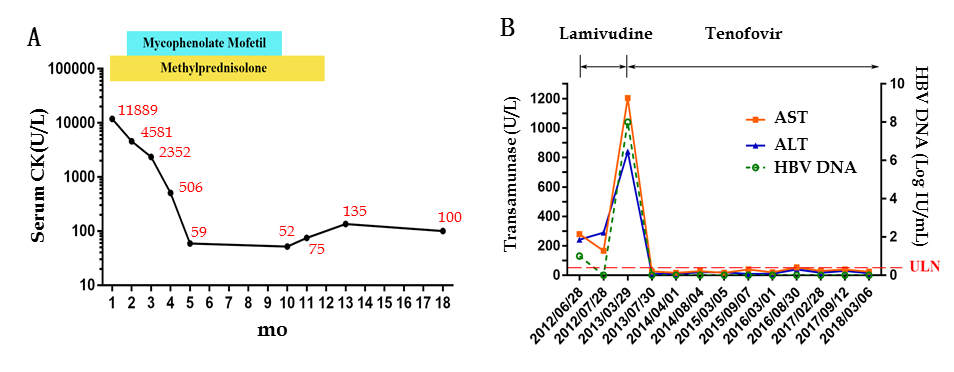 A
Mycophenolate Mofetil
Methylprednisolone
Serum CK(U/L)
100000
10000
1000
100
10
11889
4581
2352
506
59
52
75
135
100
1 2 3 4 5 6 7 8 9 10 11 12 13 14 15 16 17 18
mo
B
Lamivudine
Tenofovir
Transamunase (U/L)
1200
1000
800
600
400
200
0
AST
ALT
HBV DNA
10
8
6
4
2
0
HBV DNA (Log IU/mL)
ULN
2012/06/28
2012/07/28
2013/03/29
2013/07/30
2014/04/01
2014/08/04
2015/03/05
2015/09/07
2016/03/01
2016/08/30
2017/02/28
2017/09/12
2018/03/06